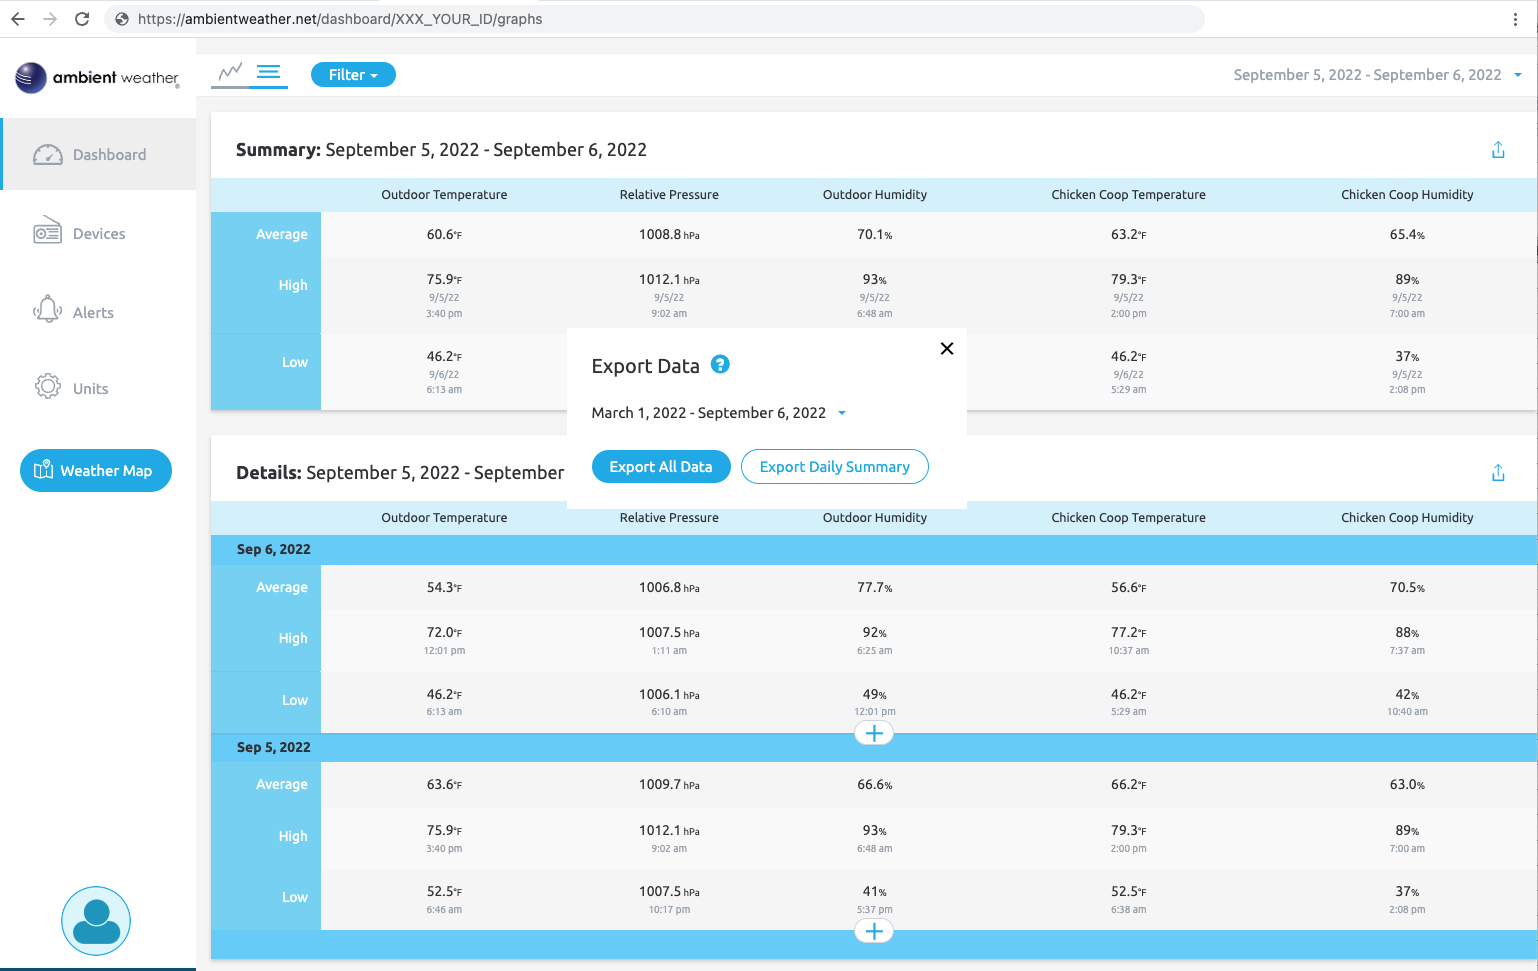 https://ambientweather.net/dashboard/XXX_YOUR_ID/graphs
ambient weather
Filter
September 5, 2022 - September 6, 2022
Dashboard
Devices
Alerts
Units
Weather Map
Summary: September 5, 2022 - September 6, 2022
Outdoor Temperature Relative Pressure Outdoor Humidity Chicken Coop Temperature Chicken Coop Humidity
Average 60.6°F 1008.8 hPa 70.1% 63.2°F 65.4%
High 75.9°F 1012.1 hPa 93% 79.3°F 89%
9/5/22 9/5/22 9/5/22 9/5/22 9/5/22
3:40 pm 9:02 am 6:48 am 2:00 pm 7:00 am
Low 46.2°F 46.2°F 37%
9/6/22 9/6/22 9/5/22
6:13 am 5:29 am 2:08 pm
Export Data ?
March 1, 2022 - September 6, 2022
Export All Data Export Daily Summary
Details: September 5, 2022 - September
Outdoor Temperature Relative Pressure Outdoor Humidity Chicken Coop Temperature Chicken Coop Humidity
Sep 6, 2022
Average 54.3°F 1006.8 hPa 77.7% 56.6°F 70.5%
High 72.0°F 1007.5 hPa 92% 77.2°F 88%
12:01 pm 1:11 am 6:25 am 10:37 am 7:37 am
Low 46.2°F 1006.1 hPa 49% 46.2°F 42%
6:13 am 6:10 am 12:01 pm 5:29 am 10:40 am
Sep 5, 2022
Average 63.6°F 1009.7 hPa 66.6% 66.2°F 63.0%
High 75.9°F 1012.1 hPa 93% 79.3°F 89%
3:40 pm 9:02 am 6:48 am 2:00 pm 7:00 am
Low 52.5°F 1007.5 hPa 41% 52.5°F 37%
6:46 am 10:17 pm 5:37 pm 6:38 am 2:08 pm